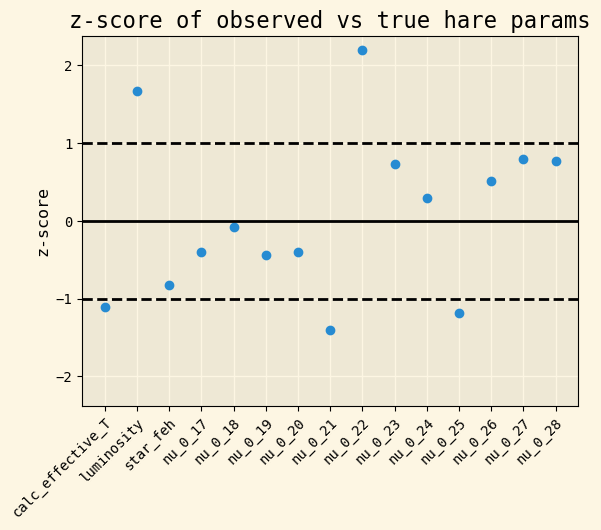 z-score of observed vs true hare params
z-score
2
1
0
−1
−2
calc_effective_T
luminosity
star_feh
nu_0_17
nu_0_18
nu_0_19
nu_0_20
nu_0_21
nu_0_22
nu_0_23
nu_0_24
nu_0_25
nu_0_26
nu_0_27
nu_0_28